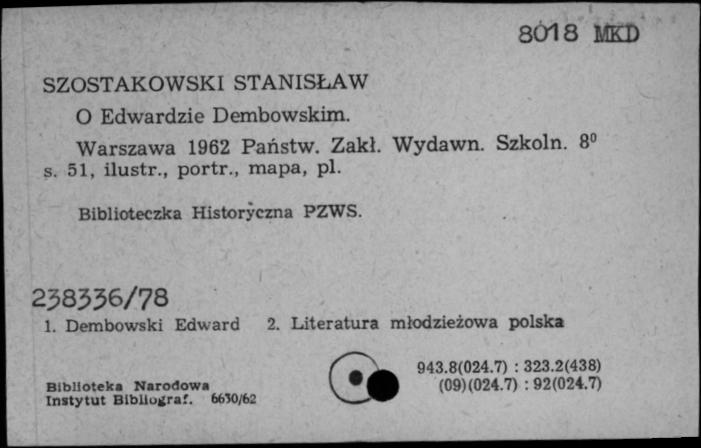 8018 MKD
SZOSTAKOWSKI STANISŁAW
O Edwardzie Dembowskim.
Warszawa 1962 Państw. Zakł. Wydawn. Szkoln. 8⁰
s. 51, ilustr., portr., mapa, pl.
Biblioteczka Historyczna PZWS.
238336/78
1. Dembowski Edward 2. Literatura młodzieżowa polska
943.8(024.7) : 323.2(438)
(09)(024.7) : 92(024.7)
Biblioteka Narodowa
Instytut Bibliograf. 6630/62